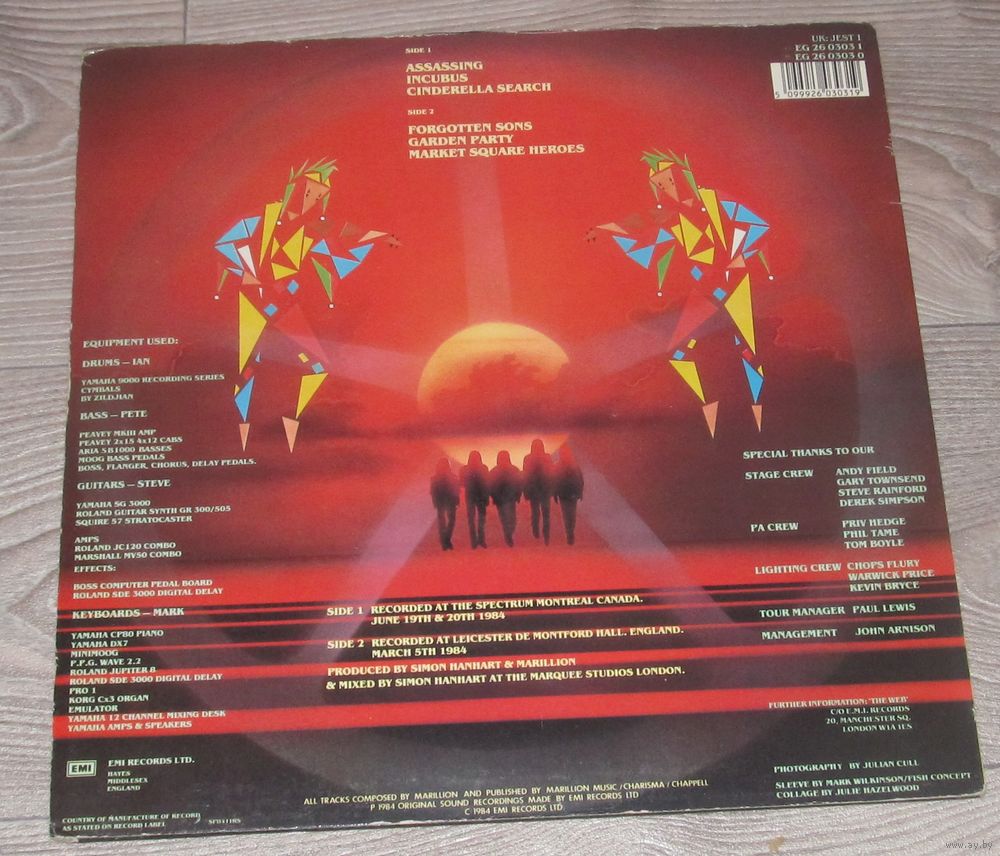 SIDE 1
ASSASSING
INCUBUS
CINDERELLA SEARCH
SIDE 2
FORGOTTEN SONS
GARDEN PARTY
MARKET SQUARE HEROES
UK: JEST 1
EG 26 0303 1
EG 26 0303 0
5 099926 030319
EQUIPMENT USED:
DRUMS – IAN
YAMAHA 9000 RECORDING SERIES
CYMBALS
BY ZILDJIAN
BASS – PETE
PEAVEY MKIII AMP
PEAVEY 2x15 4x12 CABS
ARIA SB1000 BASSES
MOOG BASS PEDALS
BOSS, FLANGER, CHORUS, DELAY PEDALS.
GUITARS – STEVE
YAMAHA SG 3000
ROLAND GUITAR SYNTH GR 300/505
SQUIRE 57 STRATOCASTER
AMPS
ROLAND JC120 COMBO
MARSHALL MV50 COMBO
EFFECTS:
BOSS COMPUTER PEDAL BOARD
ROLAND SDE 3000 DIGITAL DELAY
KEYBOARDS – MARK
YAMAHA CP80 PIANO
YAMAHA DX7
MINIMOOG
P.P.G. WAVE 2.2
ROLAND JUPITER 8
ROLAND SDE 3000 DIGITAL DELAY
PRO 1
KORG Cx3 ORGAN
EMULATOR
YAMAHA 12 CHANNEL MIXING DESK
YAMAHA AMPS & SPEAKERS
SIDE 1 RECORDED AT THE SPECTRUM MONTREAL CANADA.
JUNE 19TH & 20TH 1984
SIDE 2 RECORDED AT LEICESTER DE MONTFORD HALL. ENGLAND.
MARCH 5TH 1984
PRODUCED BY SIMON HANHART & MARILLION
& MIXED BY SIMON HANHART AT THE MARQUEE STUDIOS LONDON.
SPECIAL THANKS TO OUR
STAGE CREW ANDY FIELD
GARY TOWNSEND
STEVE RAINFORD
DEREK SIMPSON
PA CREW PRIV HEDGE
PHIL TAME
TOM BOYLE
LIGHTING CREW CHOPS FLURY
WARWICK PRICE
KEVIN BRYCE
TOUR MANAGER PAUL LEWIS
MANAGEMENT JOHN ARNISON
FURTHER INFORMATION: 'THE WEB'
C/O E.M.I. RECORDS
20, MANCHESTER SQ.
LONDON W1A 1ES
PHOTOGRAPHY BY JULIAN CULL
SLEEVE BY MARK WILKINSON/FISH CONCEPT
COLLAGE BY JULIE HAZELWOOD
EMI
EMI RECORDS LTD.
HAYES
MIDDLESEX
ENGLAND
ALL TRACKS COMPOSED BY MARILLION AND PUBLISHED BY MARILLION MUSIC/CHARISMA/CHAPPELL
P 1984 ORIGINAL SOUND RECORDINGS MADE BY EMI RECORDS LTD
C 1984 EMI RECORDS LTD.
COUNTRY OF MANUFACTURE OF RECORD
AS STATED ON RECORD LABEL
www.ay.by